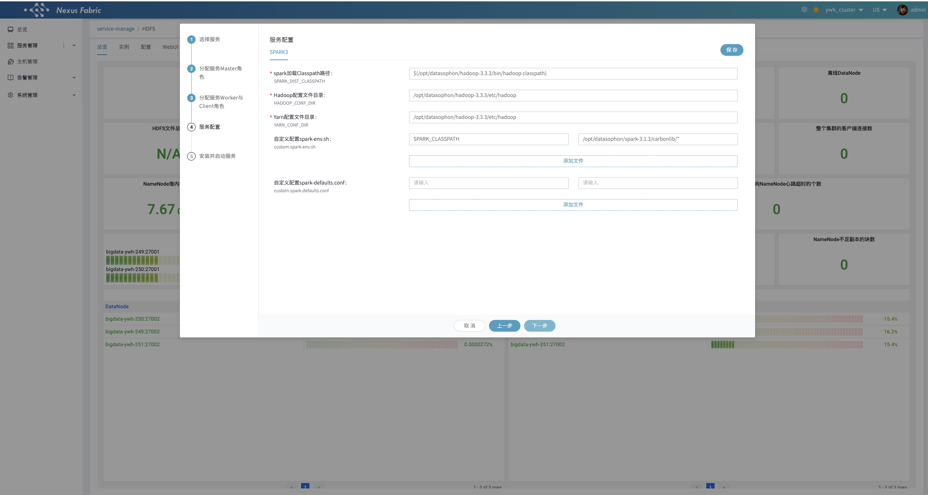 Nexus Fabric
ywk_cluster
US
admin
总览
服务管理
主机管理
告警管理
系统管理
service-manage / HDFS
总览
实例
配置
WebUI
离线DataNode
0
HDFS文件总
N/A
整个集群的客户端连接数
0
NameNode堆内
7.67
向NameNode心跳超时的个数
0
bigdata-ywh-249:27001
bigdata-ywh-250:27001
NameNode不足副本的块数
0
DataNode
bigdata-ywh-250:27002
15.4%
bigdata-ywh-249:27002
16.2%
bigdata-ywh-251:27002
0.0000272%
bigdata-ywh-251:27002
15.4%
1
1 - 3 of 3 rows
1
1 - 3 of 3 rows
1
选择服务
2
分配服务Master角
色
3
分配服务Worker与
Client角色
4
服务配置
5
安装并启动服务
服务配置
SPARK3
保存
* spark加载Classpath路径：
SPARK_DIST_CLASSPATH
$(/opt/datasophon/hadoop-3.3.3/bin/hadoop classpath)
* Hadoop配置文件目录：
HADOOP_CONF_DIR
/opt/datasophon/hadoop-3.3.3/etc/hadoop
* Yarn配置文件目录：
YARN_CONF_DIR
/opt/datasophon/hadoop-3.3.3/etc/hadoop
自定义配置spark-env.sh：
custom.spark.env.sh
SPARK_CLASSPATH
/opt/datasophon/spark-3.1.3/carbonlib/*
添加文件
自定义配置spark-defaults.conf：
custom.spark.defaults.conf
请输入
请输入
添加文件
取消
上一步
下一步